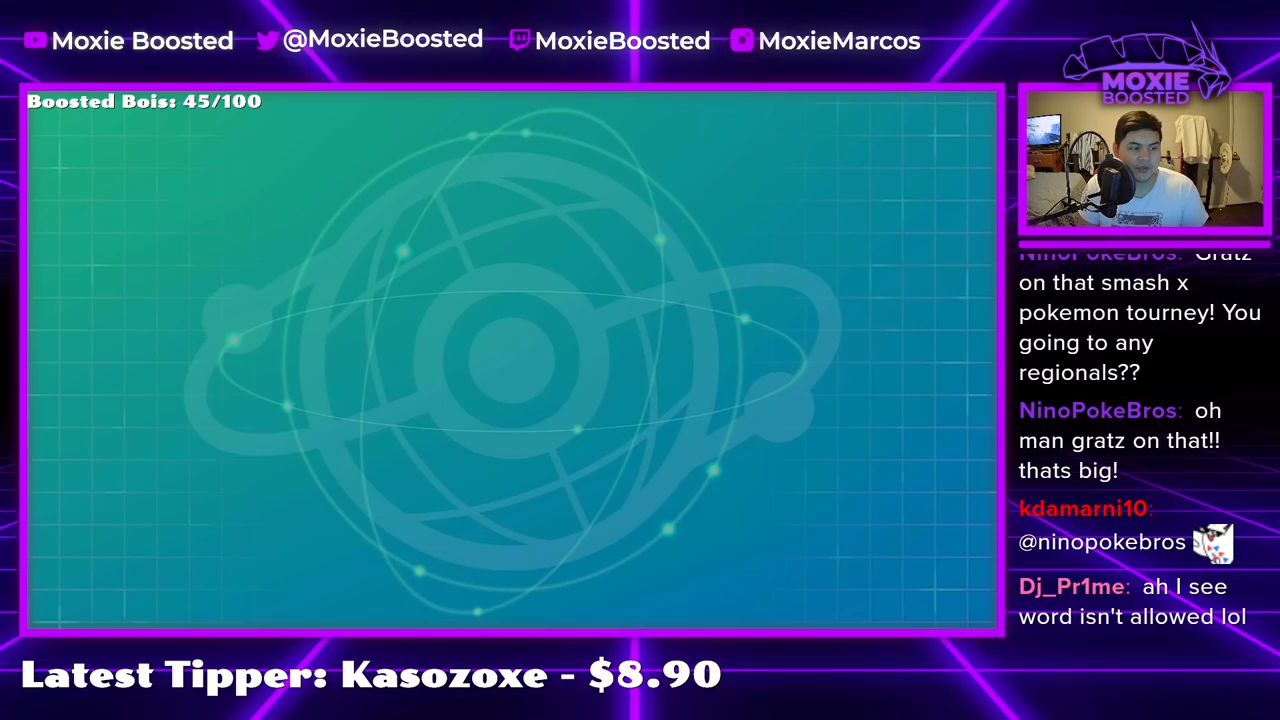 Moxie Boosted @MoxieBoosted MoxieBoosted MoxieMarcos
MOXIE
BOOSTED
Boosted Bois: 45/100
NinoPokeBros: Gratz
on that smash x
pokemon tourney! You
going to any
regionals??
NinoPokeBros: oh
man gratz on that!!
thats big!
kdamarni10:
@ninopokebros
Dj_Pr1me: ah I see
word isn't allowed lol
Latest Tipper: Kasozoxe - $8.90